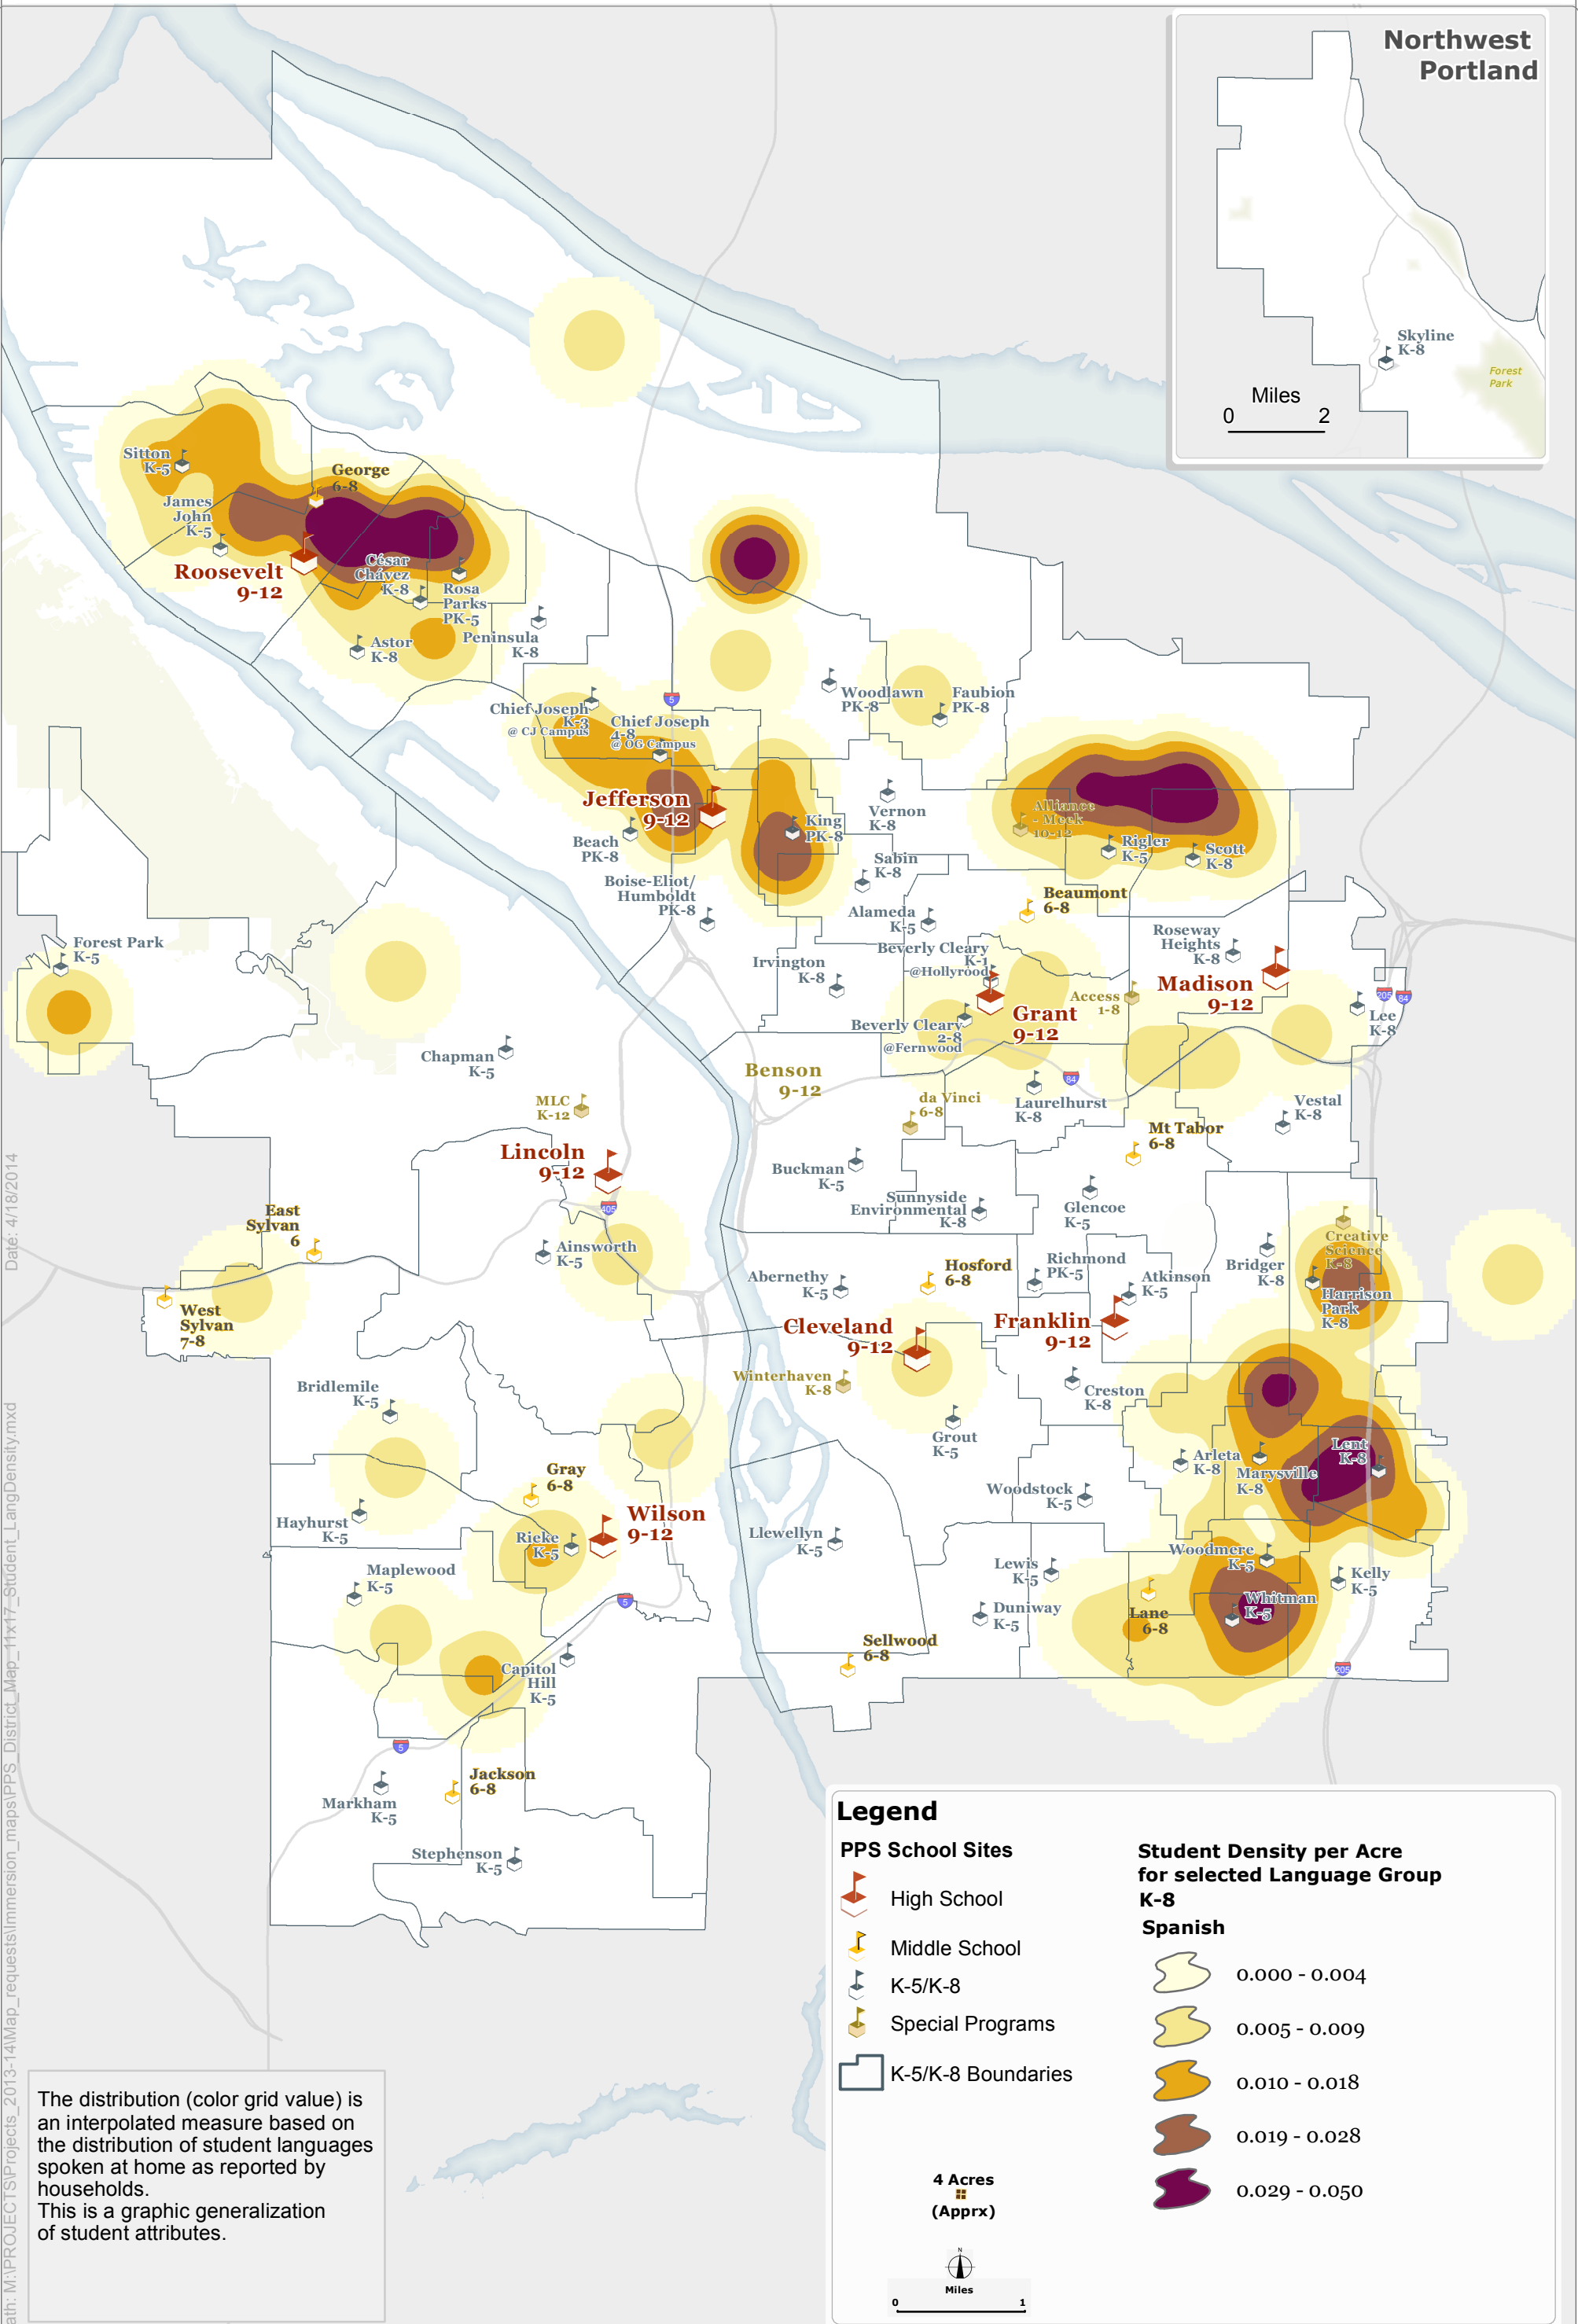 Northwest
Portland
Skyline
K-8
Forest
Park
Miles
0 2
Sitton
K-5
George
6-8
James
John
K-5
Roosevelt
9-12
César
Chávez
K-8
Rosa
Parks
PK-5
Astor
K-8
Peninsula
K-8
5
Woodlawn
PK-8
Faubion
PK-8
Chief Joseph
K-3
@ CJ Campus
Chief Joseph
4-8
@ OG Campus
Jefferson
9-12
Beach
PK-8
King
PK-8
Vernon
K-8
Alliance
- Meek
10-12
Rigler
K-5
Scott
K-8
Sabin
K-8
Boise-Eliot/
Humboldt
PK-8
Alameda
K-5
Beaumont
6-8
Roseway
Heights
K-8
Forest Park
K-5
Irvington
K-8
Beverly Cleary
K-1
@Hollyrood
Madison
9-12
Access
1-8
Grant
9-12
205
84
Lee
K-8
Beverly Cleary
2-8
@Fernwood
Chapman
K-5
Benson
9-12
84
MLC
K-12
da Vinci
6-8
Laurelhurst
K-8
Vestal
K-8
Mt Tabor
6-8
Lincoln
9-12
Buckman
K-5
405
Sunnyside
Environmental
K-8
Glencoe
K-5
East
Sylvan
6
Ainsworth
K-5
Creative
Science
K-8
Bridger
K-8
Abernethy
K-5
Hosford
6-8
Richmond
PK-5
Atkinson
K-5
Harrison
Park
K-8
West
Sylvan
7-8
Cleveland
9-12
Franklin
9-12
Winterhaven
K-8
Creston
K-8
Bridlemile
K-5
Grout
K-5
Arleta
K-8
Marysville
K-8
Lent
K-8
Gray
6-8
Woodstock
K-5
Hayhurst
K-5
Wilson
9-12
Rieke
K-5
Llewellyn
K-5
Woodmere
K-5
Lewis
K-5
Kelly
K-5
Maplewood
K-5
5
Whitman
K-5
Duniway
K-5
Lane
6-8
Sellwood
6-8
Capitol
Hill
K-5
205
5
Jackson
6-8
Markham
K-5
Stephenson
K-5
Date: 4/18/2014
ath: M:\PROJECTS\Projects_2013-14\Map_requests\Immersion_maps\PPS_District_Map_11x17_Student_LangDensity.mxd
The distribution (color grid value) is
an interpolated measure based on
the distribution of student languages
spoken at home as reported by
households.
This is a graphic generalization
of student attributes.
Legend
PPS School Sites
High School
Middle School
K-5/K-8
Special Programs
K-5/K-8 Boundaries
4 Acres
(Apprx)
N
Miles
0 1
Student Density per Acre
for selected Language Group
K-8
Spanish
0.000 - 0.004
0.005 - 0.009
0.010 - 0.018
0.019 - 0.028
0.029 - 0.050